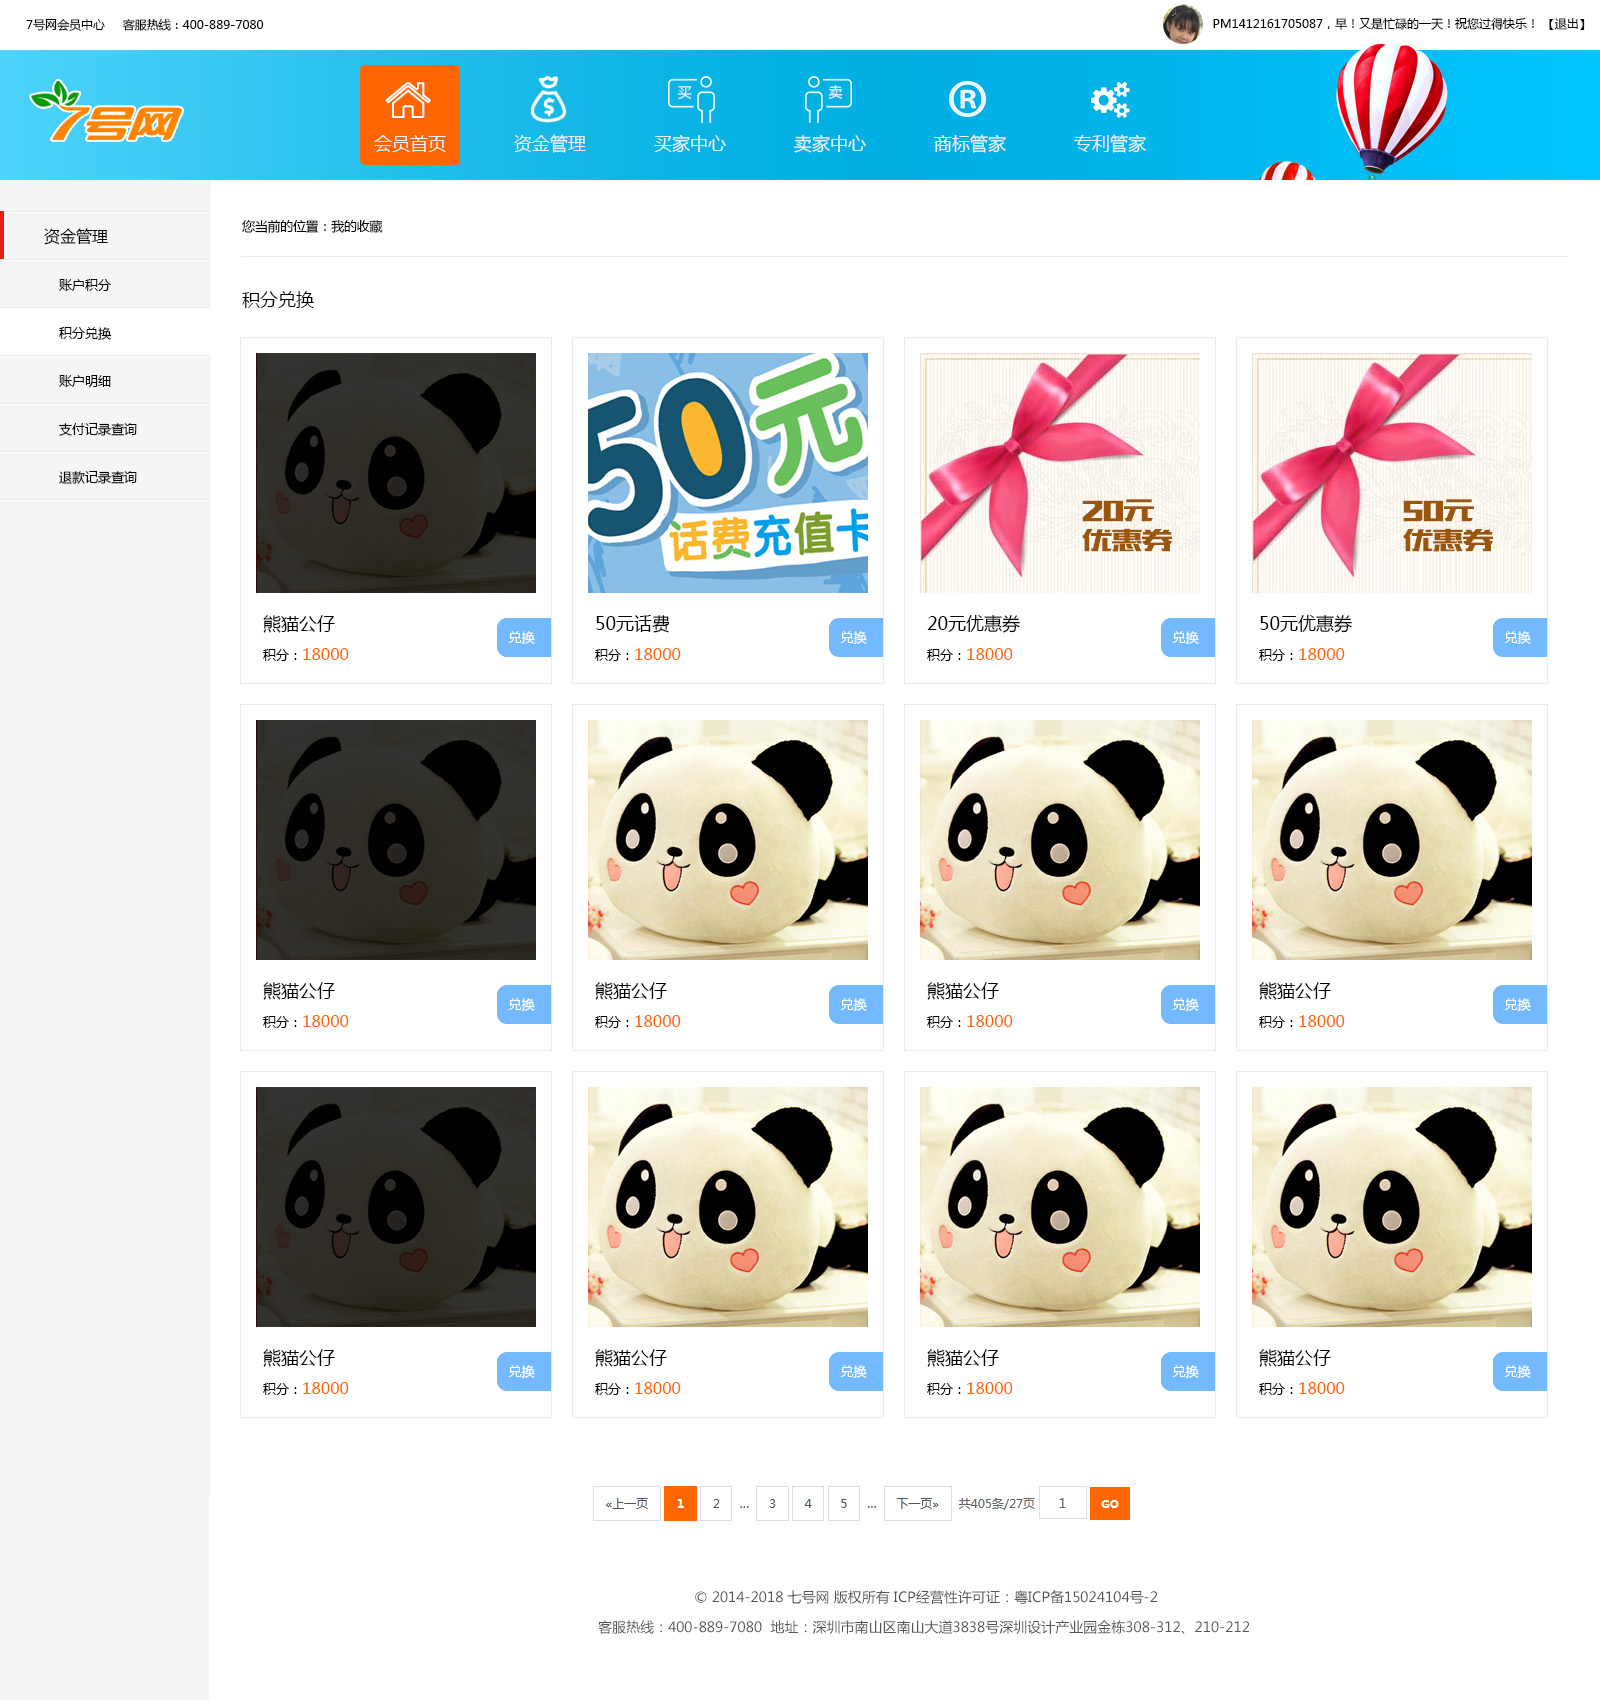 7号网会员中心 客服热线：400-889-7080
PM1412161705087，早！又是忙碌的一天！祝您过得快乐！【退出】
7号网
买
卖
R
会员首页 资金管理 买家中心 卖家中心 商标管家 专利管家
资金管理
账户积分
积分兑换
账户明细
支付记录查询
退款记录查询
您当前的位置：我的收藏
积分兑换
50元
话费充值卡
20元
优惠券
50元
优惠券
熊猫公仔
积分：18000
兑换
50元话费
积分：18000
兑换
20元优惠券
积分：18000
兑换
50元优惠券
积分：18000
兑换
熊猫公仔
积分：18000
兑换
熊猫公仔
积分：18000
兑换
熊猫公仔
积分：18000
兑换
熊猫公仔
积分：18000
兑换
熊猫公仔
积分：18000
兑换
熊猫公仔
积分：18000
兑换
熊猫公仔
积分：18000
兑换
熊猫公仔
积分：18000
兑换
«上一页 1 2 ... 3 4 5 ... 下一页» 共405条/27页 1 GO
© 2014-2018 七号网 版权所有 ICP经营性许可证：粤ICP备15024104号-2
客服热线：400-889-7080 地址：深圳市南山区南山大道3838号深圳设计产业园金栋308-312、210-212